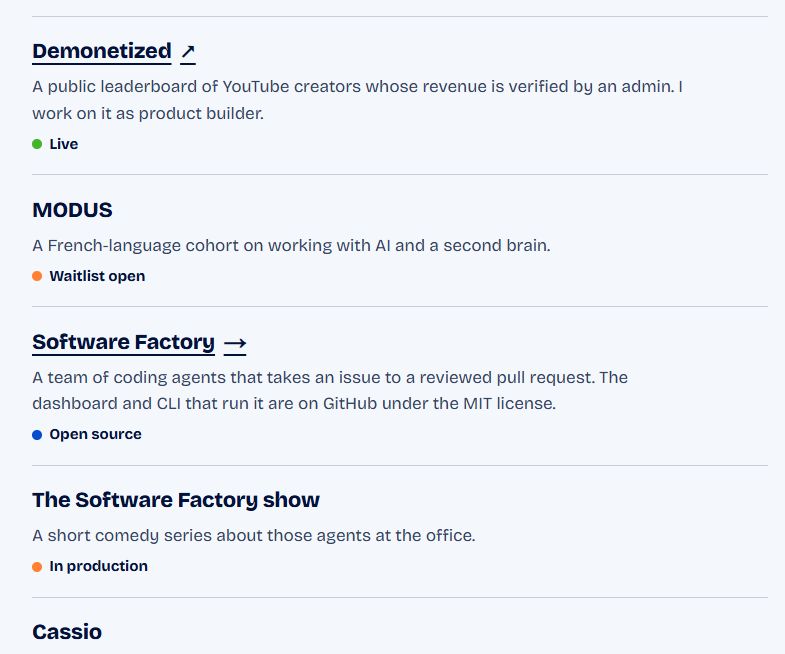 Demonetized ↗
A public leaderboard of YouTube creators whose revenue is verified by an admin. I
work on it as product builder.
Live
MODUS
A French-language cohort on working with AI and a second brain.
Waitlist open
Software Factory →
A team of coding agents that takes an issue to a reviewed pull request. The
dashboard and CLI that run it are on GitHub under the MIT license.
Open source
The Software Factory show
A short comedy series about those agents at the office.
In production
Cassio